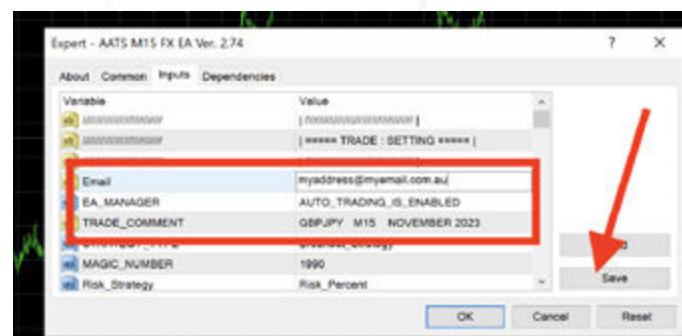 Expert - AATS M15 FX EA Ver. 2.74 ? X
About Common Inputs Dependencies
Variable Value
| ===== TRADE : SETTING ===== |
Email myaddress@myemail.com.au
EA_MANAGER AUTO_TRADING_IS_ENABLED
TRADE_COMMENT GBPJPY M15 NOVEMBER 2023
MAGIC_NUMBER 1990
Risk_Strategy Risk_Percent
Save
OK Cancel Reset